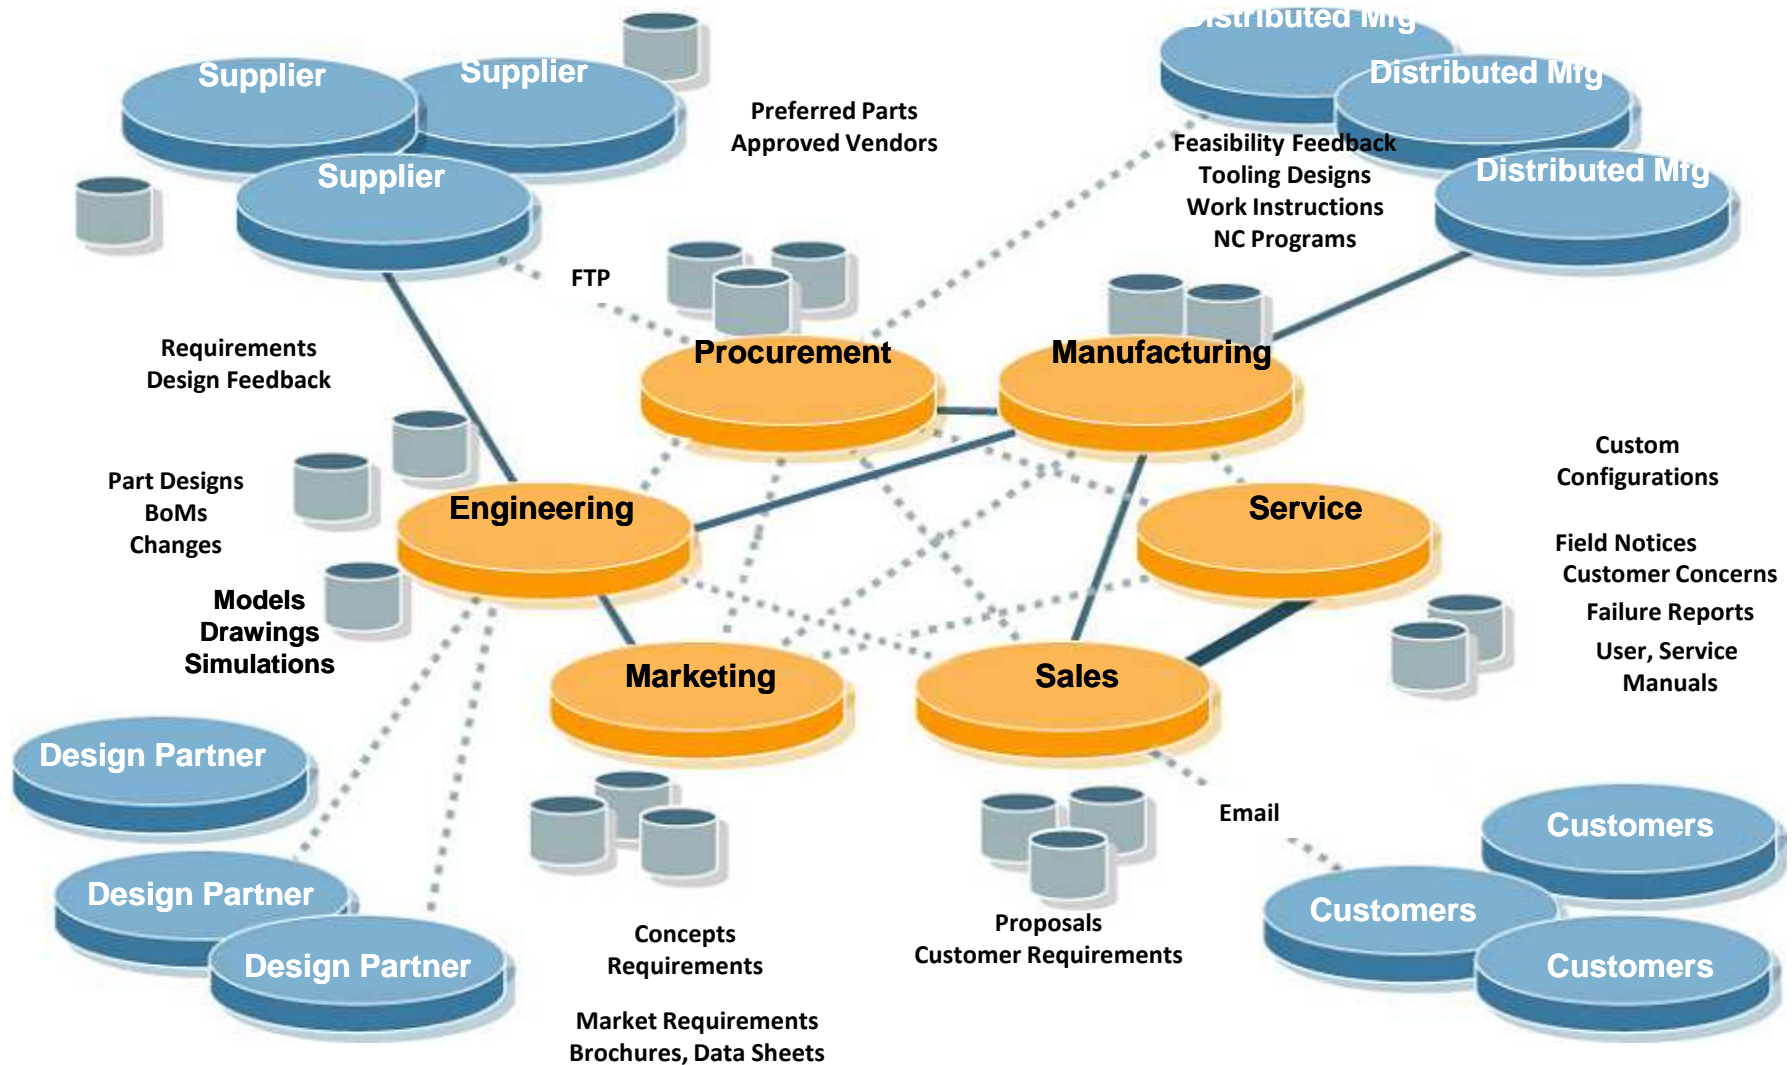 Distributed Mfg
Supplier
Supplier
Distributed Mfg
Preferred Parts
Approved Vendors
Feasibility Feedback
Tooling Designs
Work Instructions
NC Programs
Supplier
Distributed Mfg
FTP
Requirements
Design Feedback
Procurement
Manufacturing
Custom
Configurations
Part Designs
BoMs
Changes
Engineering
Service
Field Notices
Customer Concerns
Failure Reports
User, Service
Manuals
Models
Drawings
Simulations
Marketing
Sales
Design Partner
Email
Customers
Design Partner
Customers
Design Partner
Customers
Concepts
Requirements
Proposals
Customer Requirements
Market Requirements
Brochures, Data Sheets